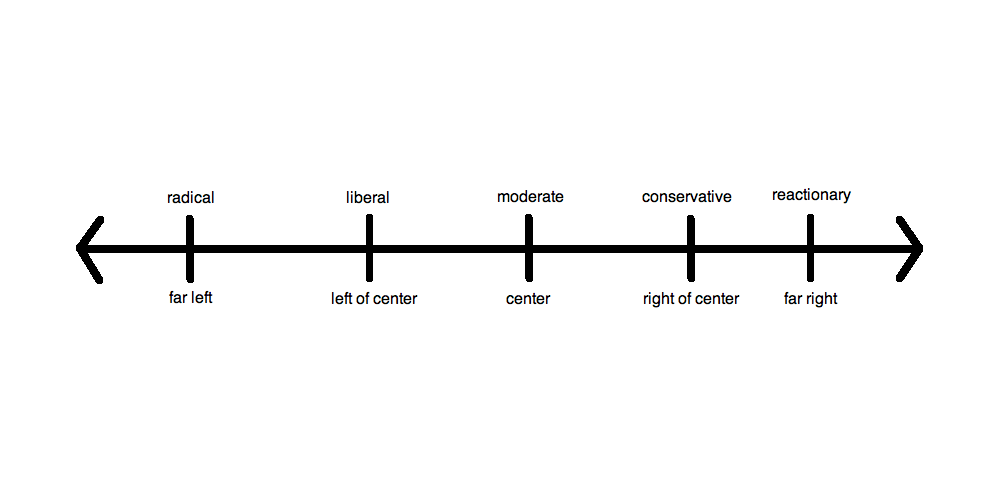 radical
liberal
moderate
conservative
reactionary
far left
left of center
center
right of center
far right